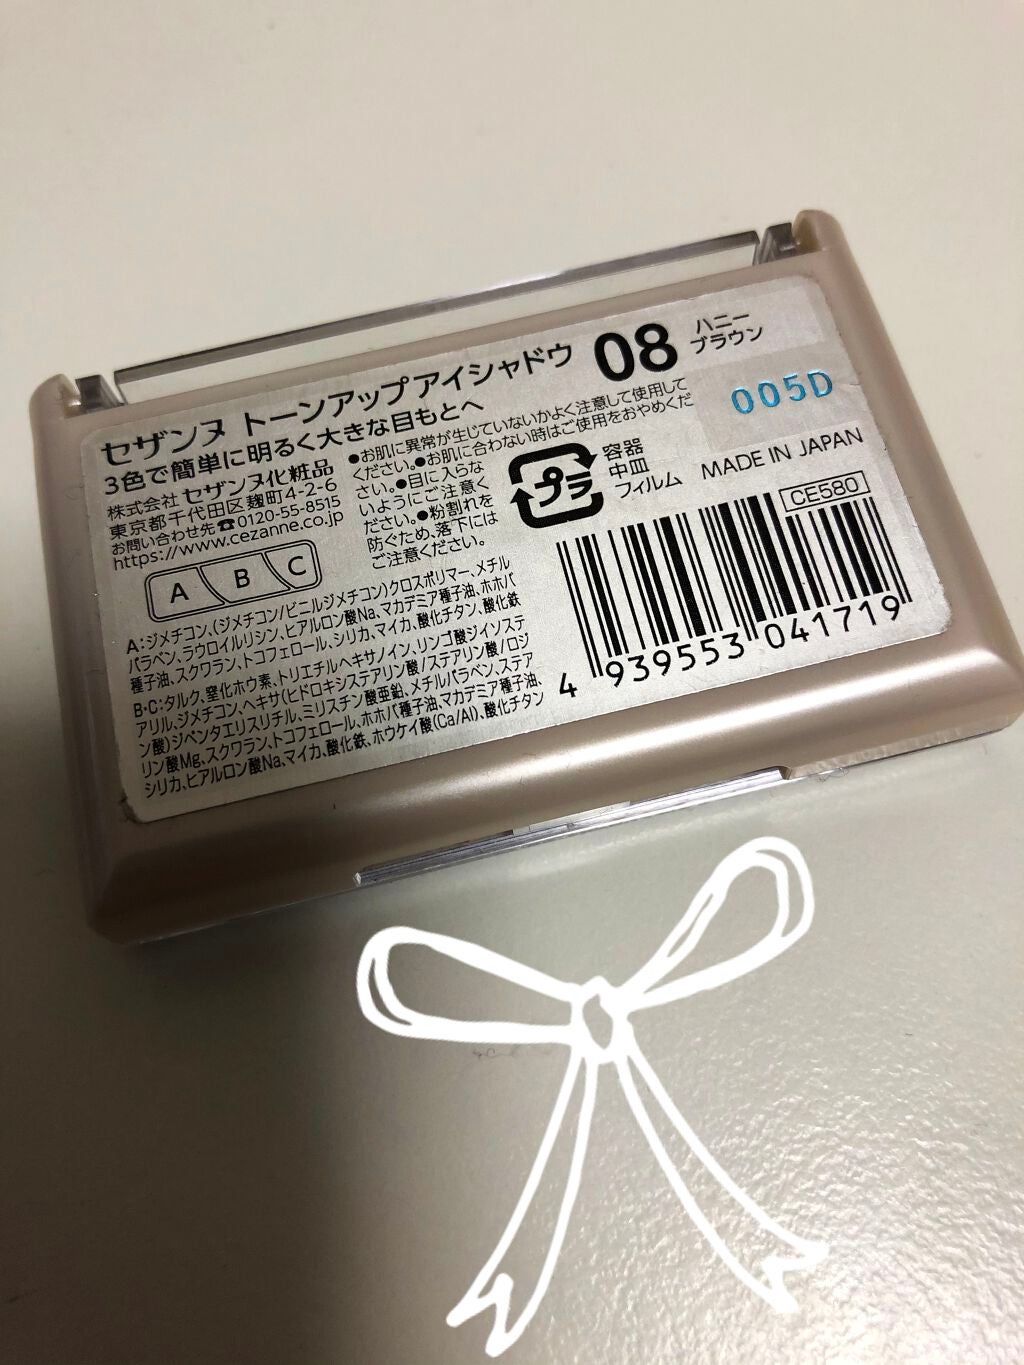 セザンヌ トーンアップアイシャドウ 08 ハニー
ブラウン
3色で簡単に明るく大きな目もとへ
株式会社 セザンヌ化粧品
東京都千代田区麹町4-2-6
お問い合わせ先☎0120-55-8515
https://www.cezanne.co.jp
●お肌に異常が生じていないかよく注意して使用して
ください。●お肌に合わない時はご使用をおやめくだ
さい。●目に入らな
いようにご注意く
ださい。●粉割れを
防ぐため、落下には
ご注意ください。
プラ
容器
中皿
フィルム
005D
MADE IN JAPAN
CE580
A B C
A:ジメチコン、(ジメチコン/ビニルジメチコン)クロスポリマー、メチル
パラベン、ラウロイルリシン、ヒアルロン酸Na、マカデミア種子油、ホホバ
種子油、スクワラン、トコフェロール、シリカ、マイカ、酸化チタン、酸化鉄
B・C:タルク、窒化ホウ素、トリエチルヘキサノイン、リンゴ酸ジイソステ
アリル、ジメチコン、ヘキサ(ヒドロキシステアリン酸/ステアリン酸/ロジ
ン酸)ジペンタエリスリチル、ミリスチン酸亜鉛、メチルパラベン、ステア
リン酸Mg、スクワラン、トコフェロール、ホホバ種子油、マカデミア種子油、
シリカ、ヒアルロン酸Na、マイカ、酸化鉄、ホウケイ酸(Ca/Al)、酸化チタン
4 939553 041719